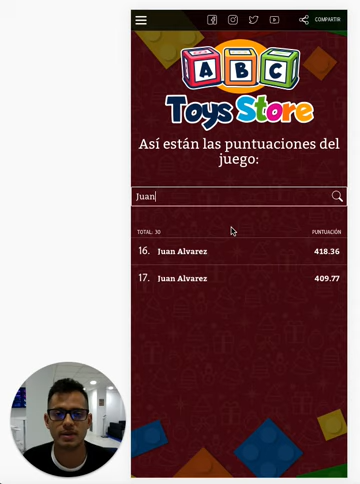 COMPARTIR
A B C
Toys Store
Así están las puntuaciones del
juego:
Juan
TOTAL: 30 PUNTUACIÓN
16. Juan Alvarez 418.36
17. Juan Alvarez 409.77